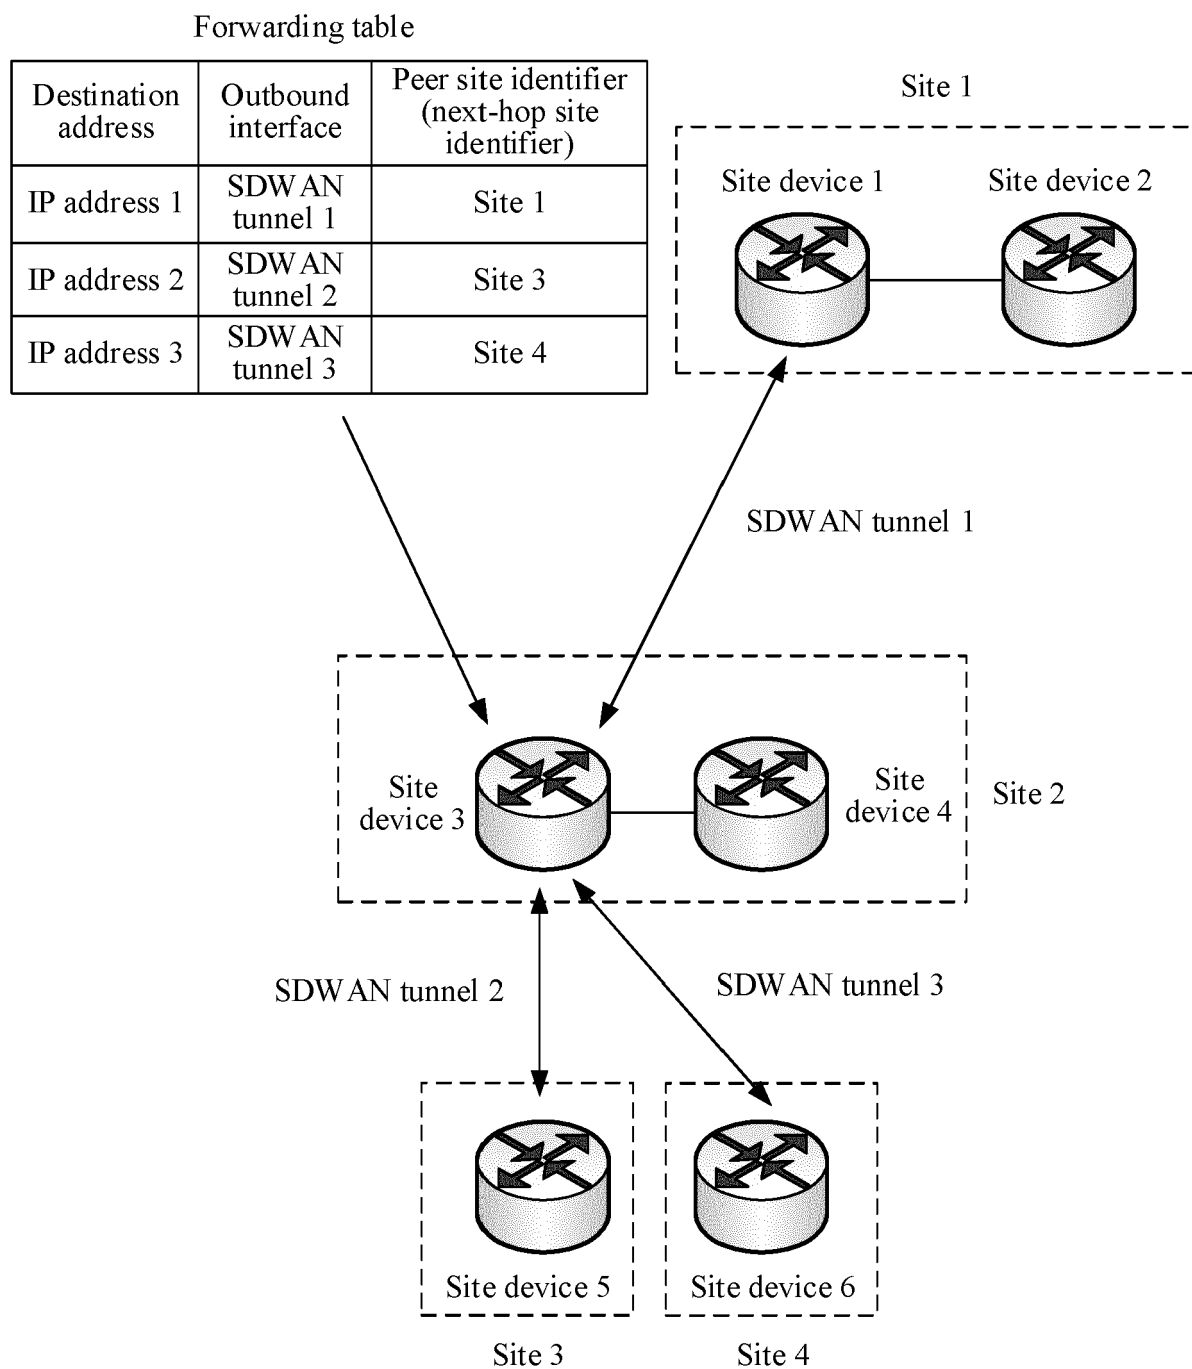 Forwarding table
Destination
address
Outbound
interface
Peer site identifier
(next-hop site
identifier)
IP address 1
SDWAN
tunnel 1
Site 1
IP address 2
SDWAN
tunnel 2
Site 3
IP address 3
SDWAN
tunnel 3
Site 4
Site 1
Site device 1
Site device 2
SDWAN tunnel 1
Site
device 3
Site
device 4
Site 2
SDWAN tunnel 2
SDWAN tunnel 3
Site device 5
Site device 6
Site 3
Site 4